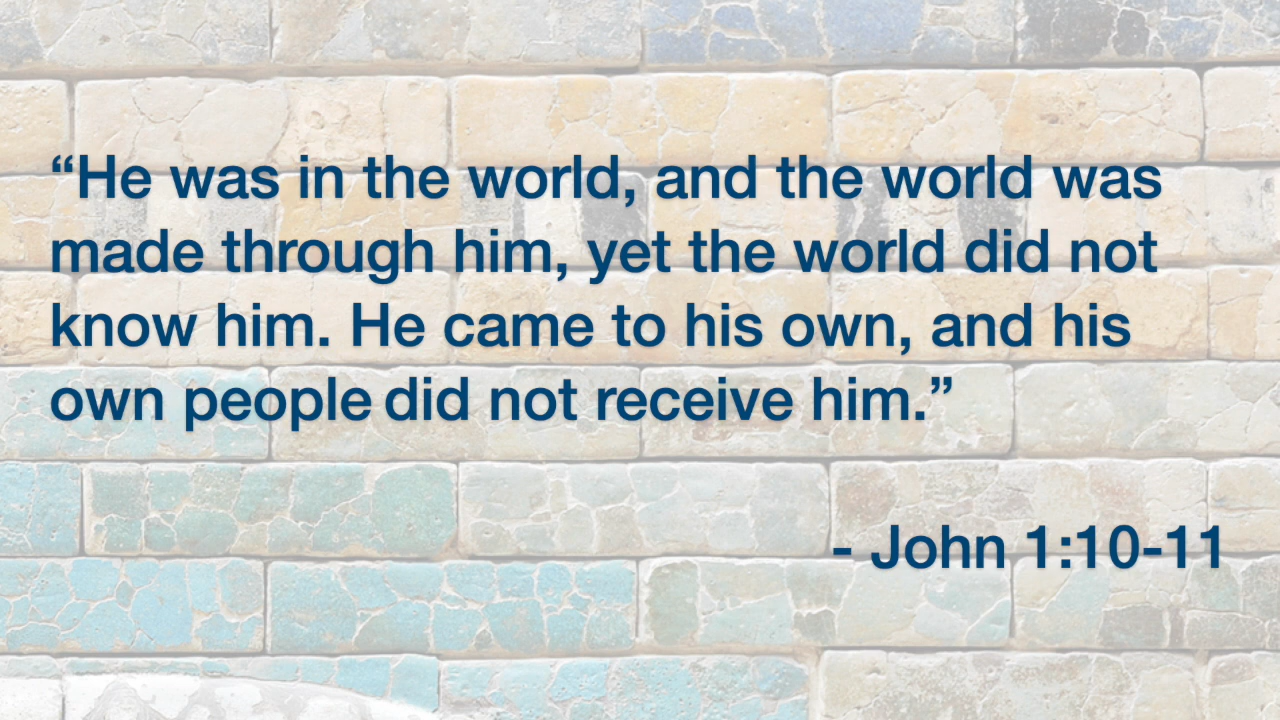 “He was in the world, and the world was
made through him, yet the world did not
know him. He came to his own, and his
own people did not receive him.”
- John 1:10-11